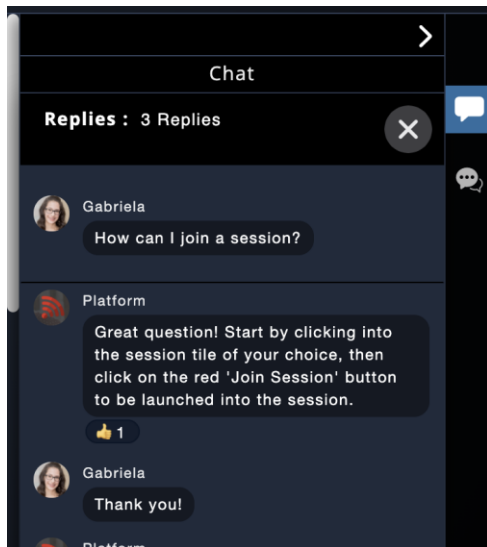 Chat
Replies : 3 Replies
Gabriela
How can I join a session?
Platform
Great question! Start by clicking into
the session tile of your choice, then
click on the red 'Join Session' button
to be launched into the session.
👍 1
Gabriela
Thank you!
Platform